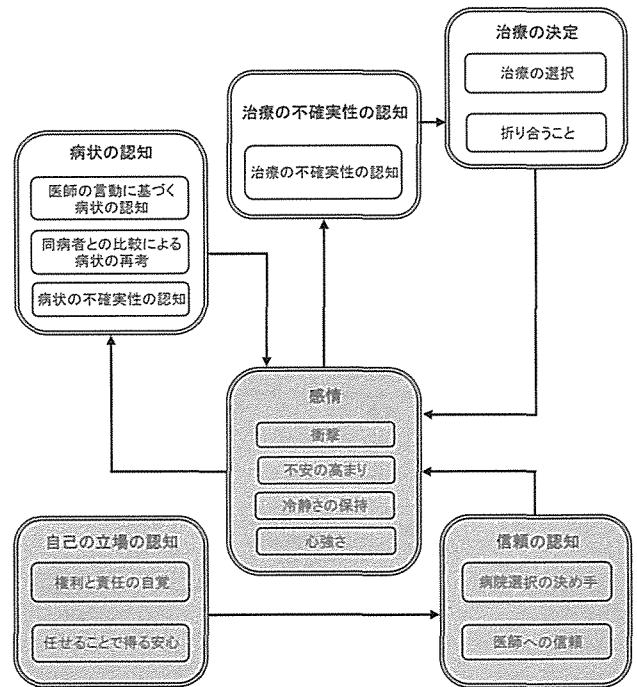 治療の決定
治療の選択
折り合うこと
治療の不確実性の認知
治療の不確実性の認知
病状の認知
医師の言動に基づく
病状の認知
同病者との比較による
病状の再考
病状の不確実性の認知
感情
衝撃
不安の高まり
冷静さの保持
心強さ
自己の立場の認知
権利と責任の自覚
任せることで得る安心
信頼の認知
病院選択の決め手
医師への信頼